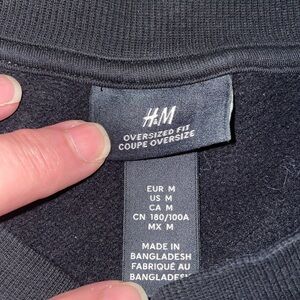 H&M
OVERSIZED FIT
COUPE OVERSIZE
EUR M
US M
CA M
CN 180/100A
MX M
MADE IN
BANGLADESH
FABRIQUÉ AU
BANGLADESH